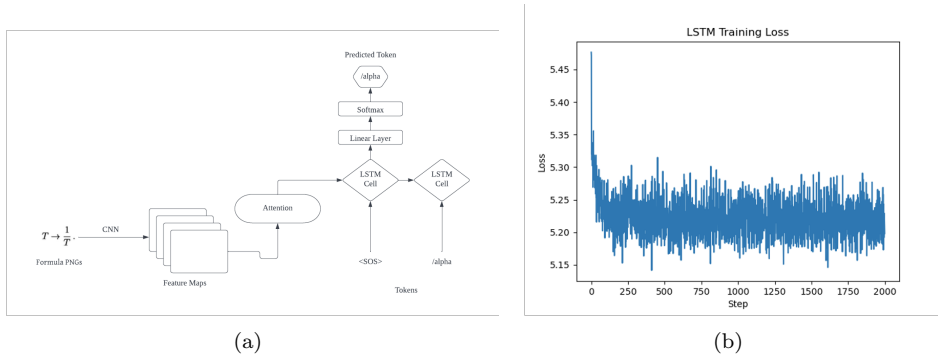 Predicted Token
/alpha
Softmax
Linear Layer
LSTM
Cell
LSTM
Cell
Attention
T → 1/T .
CNN
Formula PNGs
Feature Maps
<SOS>
/alpha
Tokens
(a)
LSTM Training Loss
Loss
5.45
5.40
5.35
5.30
5.25
5.20
5.15
0
250
500
750
1000
1250
1500
1750
2000
Step
(b)